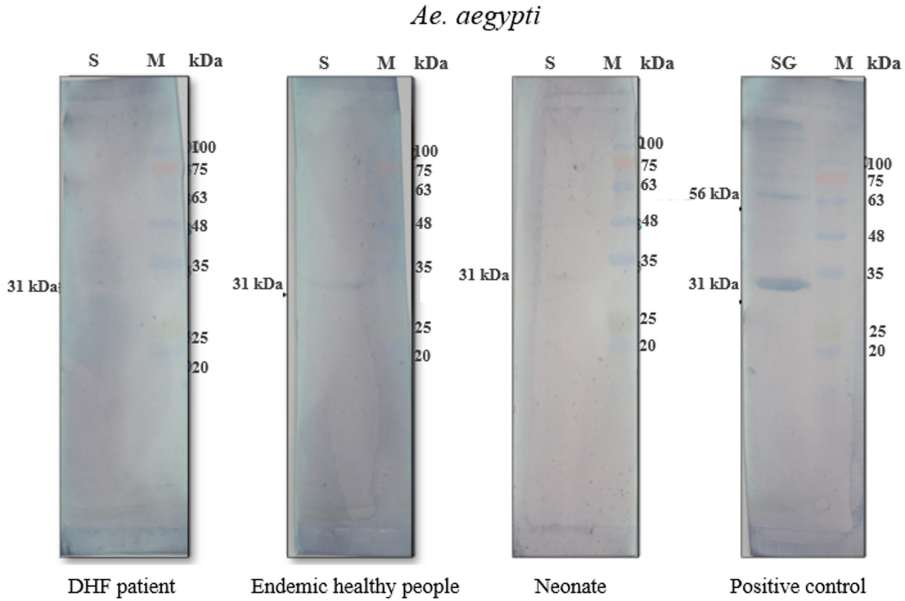 Ae. aegypti
S M kDa
100
75
63
48
35
31 kDa
25
20
DHF patient
S M kDa
100
75
63
48
35
31 kDa
25
20
Endemic healthy people
S M kDa
100
75
63
48
35
31 kDa
25
20
Neonate
SG M kDa
100
75
56 kDa
63
48
35
31 kDa
25
20
Positive control